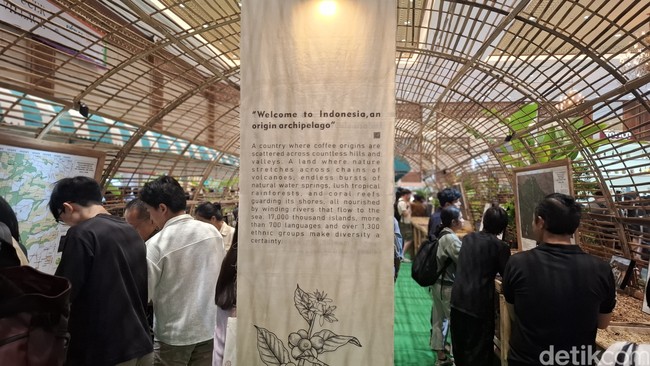 "Welcome to Indonesia, an
origin archipelago"
A country where coffee origins are
scattered across countless hills and
valleys. A land where nature
stretches across chains of
volcanoes, endless bursts of
natural water springs, lush tropical
rainforests and coral reefs
guarding its shores, all nourished
by winding rivers that flow to the
sea. 17,000 thousand islands, more
than 700 languages and over 1,300
ethnic groups make diversity a
certainty.
detikcom